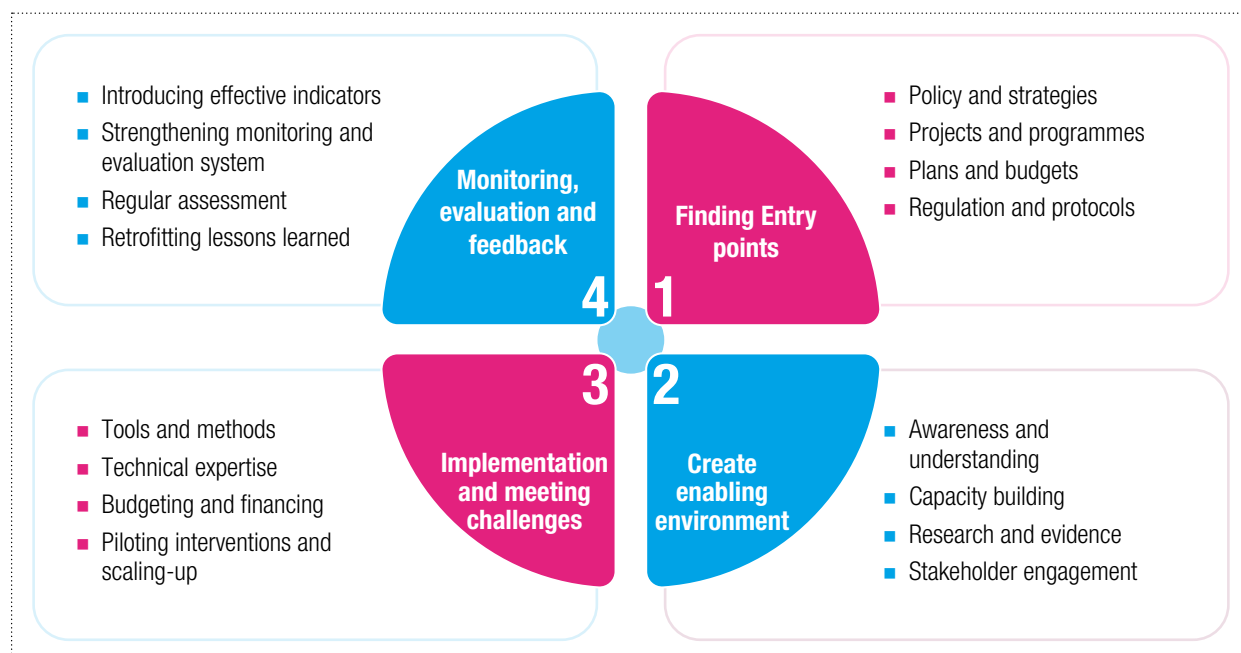 Introducing effective indicators
Strengthening monitoring and
evaluation system
Regular assessment
Retrofitting lessons learned
Monitoring,
evaluation and
feedback
4
Finding Entry
points
1
Policy and strategies
Projects and programmes
Plans and budgets
Regulation and protocols
Tools and methods
Technical expertise
Budgeting and financing
Piloting interventions and
scaling-up
3
Implementation
and meeting
challenges
2
Create
enabling
environment
Awareness and
understanding
Capacity building
Research and evidence
Stakeholder engagement